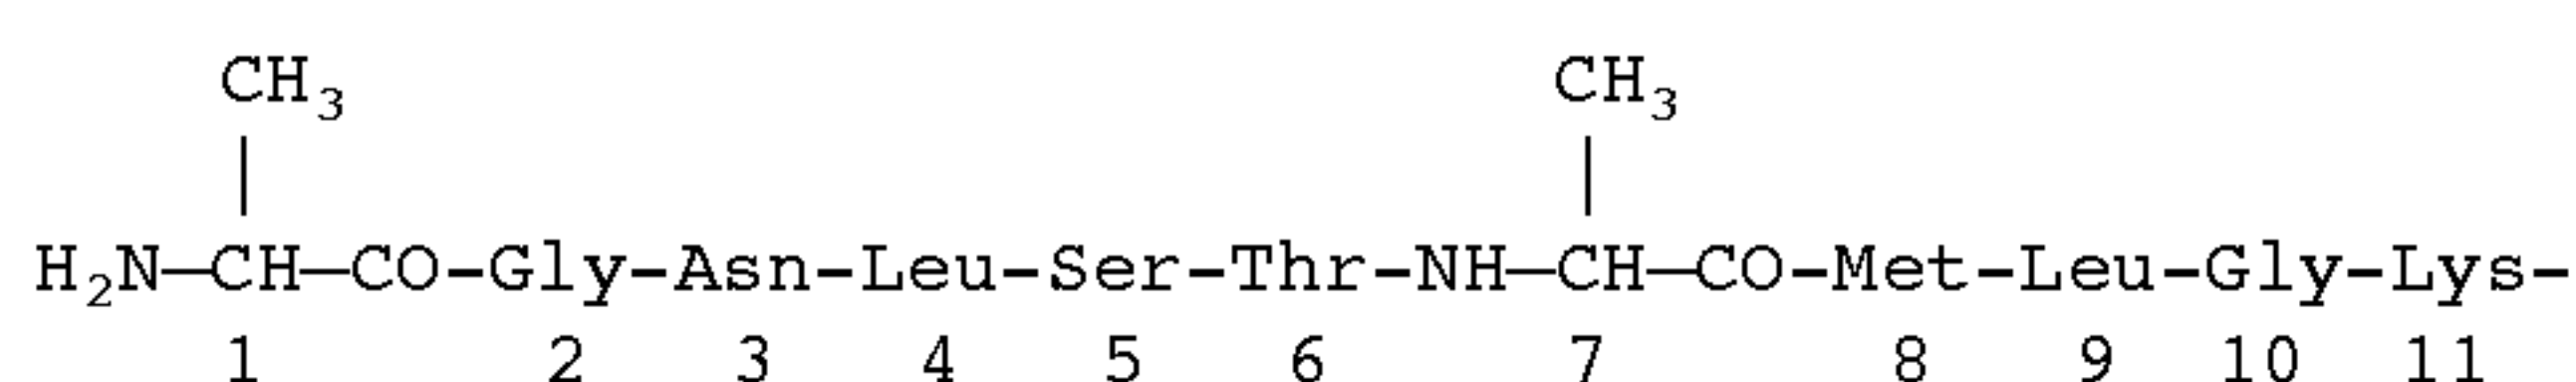 CH₃ CH₃
H₂N—CH—CO-Gly-Asn-Leu-Ser-Thr-NH—CH—CO-Met-Leu-Gly-Lys-
1 2 3 4 5 6 7 8 9 10 11